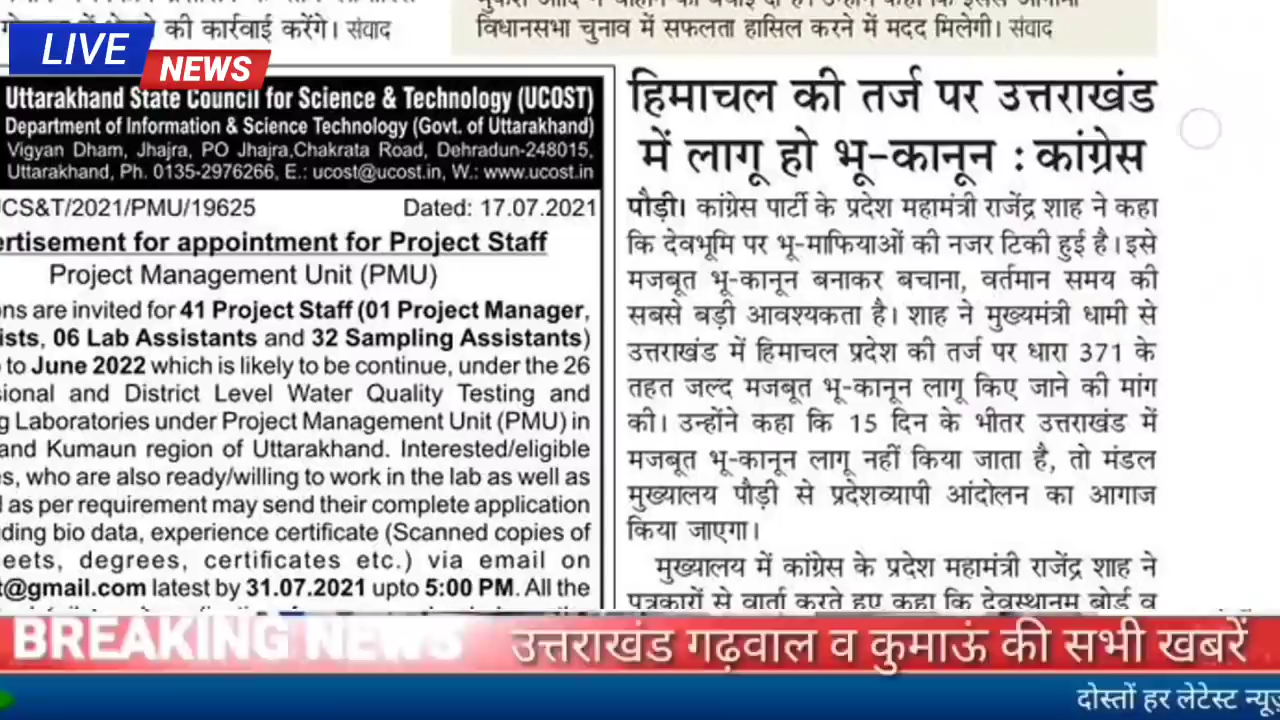 की कार्रवाई करेंगे। संवाद
विधानसभा चुनाव में सफलता हासिल करने में मदद मिलेगी। संवाद
LIVE
NEWS
Uttarakhand State Council for Science & Technology (UCOST)
Department of Information & Science Technology (Govt. of Uttarakhand)
Vigyan Dham, Jhajra, PO Jhajra,Chakrata Road, Dehradun-248015,
Uttarakhand, Ph. 0135-2976266, E.: ucost@ucost.in, W.: www.ucost.in
UCS&T/2021/PMU/19625 Dated: 17.07.2021
ertisement for appointment for Project Staff
Project Management Unit (PMU)
ons are invited for 41 Project Staff (01 Project Manager,
ists, 06 Lab Assistants and 32 Sampling Assistants)
to June 2022 which is likely to be continue, under the 26
sional and District Level Water Quality Testing and
g Laboratories under Project Management Unit (PMU) in
and Kumaun region of Uttarakhand. Interested/eligible
s, who are also ready/willing to work in the lab as well as
as per requirement may send their complete application
ding bio data, experience certificate (Scanned copies of
eets, degrees, certificates etc.) via email on
t@gmail.com latest by 31.07.2021 upto 5:00 PM. All the
हिमाचल की तर्ज पर उत्तराखंड
में लागू हो भू-कानून : कांग्रेस
पौड़ी। कांग्रेस पार्टी के प्रदेश महामंत्री राजेंद्र शाह ने कहा
कि देवभूमि पर भू-माफियाओं की नजर टिकी हुई है। इसे
मजबूत भू-कानून बनाकर बचाना, वर्तमान समय की
सबसे बड़ी आवश्यकता है। शाह ने मुख्यमंत्री धामी से
उत्तराखंड में हिमाचल प्रदेश की तर्ज पर धारा 371 के
तहत जल्द मजबूत भू-कानून लागू किए जाने की मांग
की। उन्होंने कहा कि 15 दिन के भीतर उत्तराखंड में
मजबूत भू-कानून लागू नहीं किया जाता है, तो मंडल
मुख्यालय पौड़ी से प्रदेशव्यापी आंदोलन का आगाज
किया जाएगा।
मुख्यालय में कांग्रेस के प्रदेश महामंत्री राजेंद्र शाह ने
पत्रकारों से वार्ता करते हुए कहा कि देवस्थानम बोर्ड व
BREAKING NEWS उत्तराखंड गढ़वाल व कुमाऊं की सभी खबरें
दोस्तों हर लेटेस्ट न्यूज़